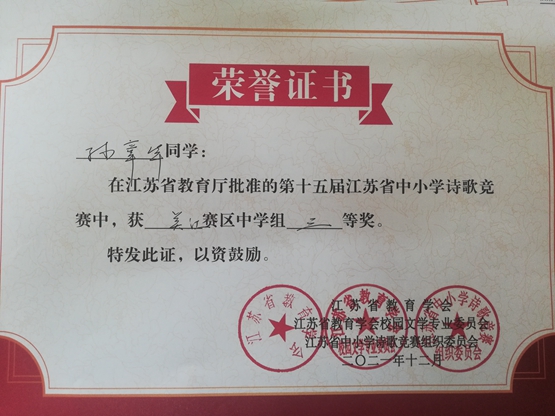 荣誉证书
同学：
在江苏省教育厅批准的第十五届江苏省中小学诗歌竞
赛中，获 吴江 赛区中学组 三 等奖。
特发此证，以资鼓励。
江苏省教育学会
江苏省教育学会校园文学专业委员会
江苏省中小学诗歌竞赛组织委员会
二〇二一年十二月